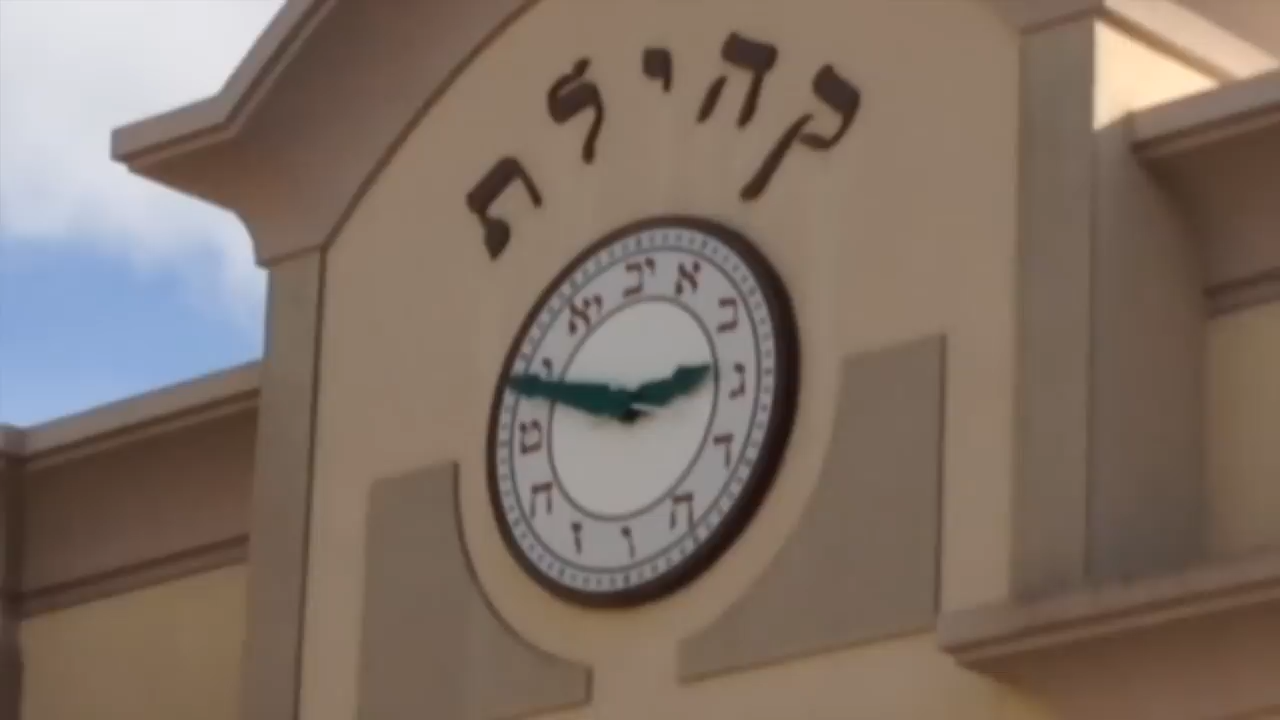 קהילת
יב א ב ג ד ה ו ז ח ט י יא